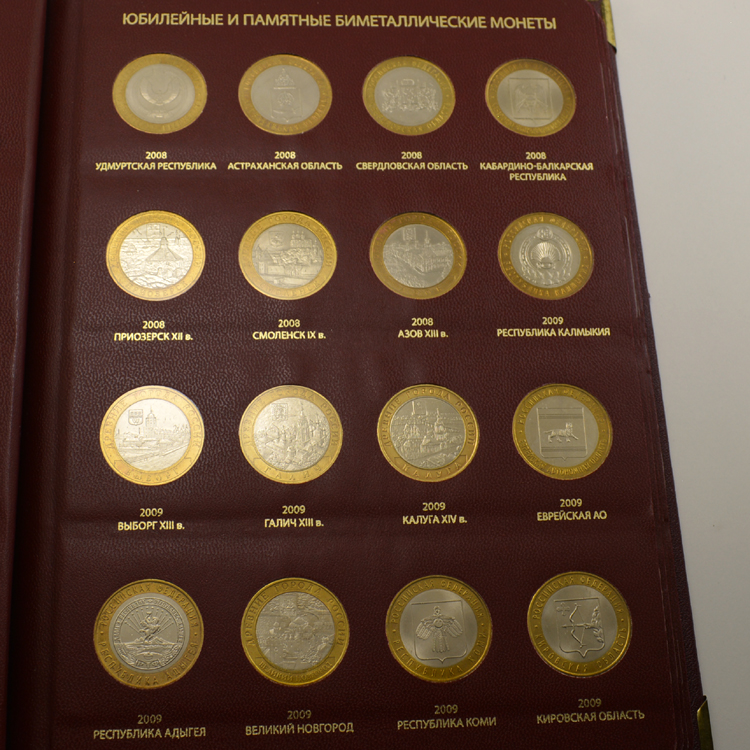 ЮБИЛЕЙНЫЕ И ПАМЯТНЫЕ БИМЕТАЛЛИЧЕСКИЕ МОНЕТЫ
2008
УДМУРТСКАЯ РЕСПУБЛИКА
2008
АСТРАХАНСКАЯ ОБЛАСТЬ
2008
СВЕРДЛОВСКАЯ ОБЛАСТЬ
2008
КАБАРДИНО-БАЛКАРСКАЯ
РЕСПУБЛИКА
2008
ПРИОЗЕРСК XII в.
2008
СМОЛЕНСК IX в.
2008
АЗОВ XIII в.
2009
РЕСПУБЛИКА КАЛМЫКИЯ
2009
ВЫБОРГ XIII в.
2009
ГАЛИЧ XIII в.
2009
КАЛУГА XIV в.
2009
ЕВРЕЙСКАЯ АО
2009
РЕСПУБЛИКА АДЫГЕЯ
2009
ВЕЛИКИЙ НОВГОРОД
2009
РЕСПУБЛИКА КОМИ
2009
КИРОВСКАЯ ОБЛАСТЬ